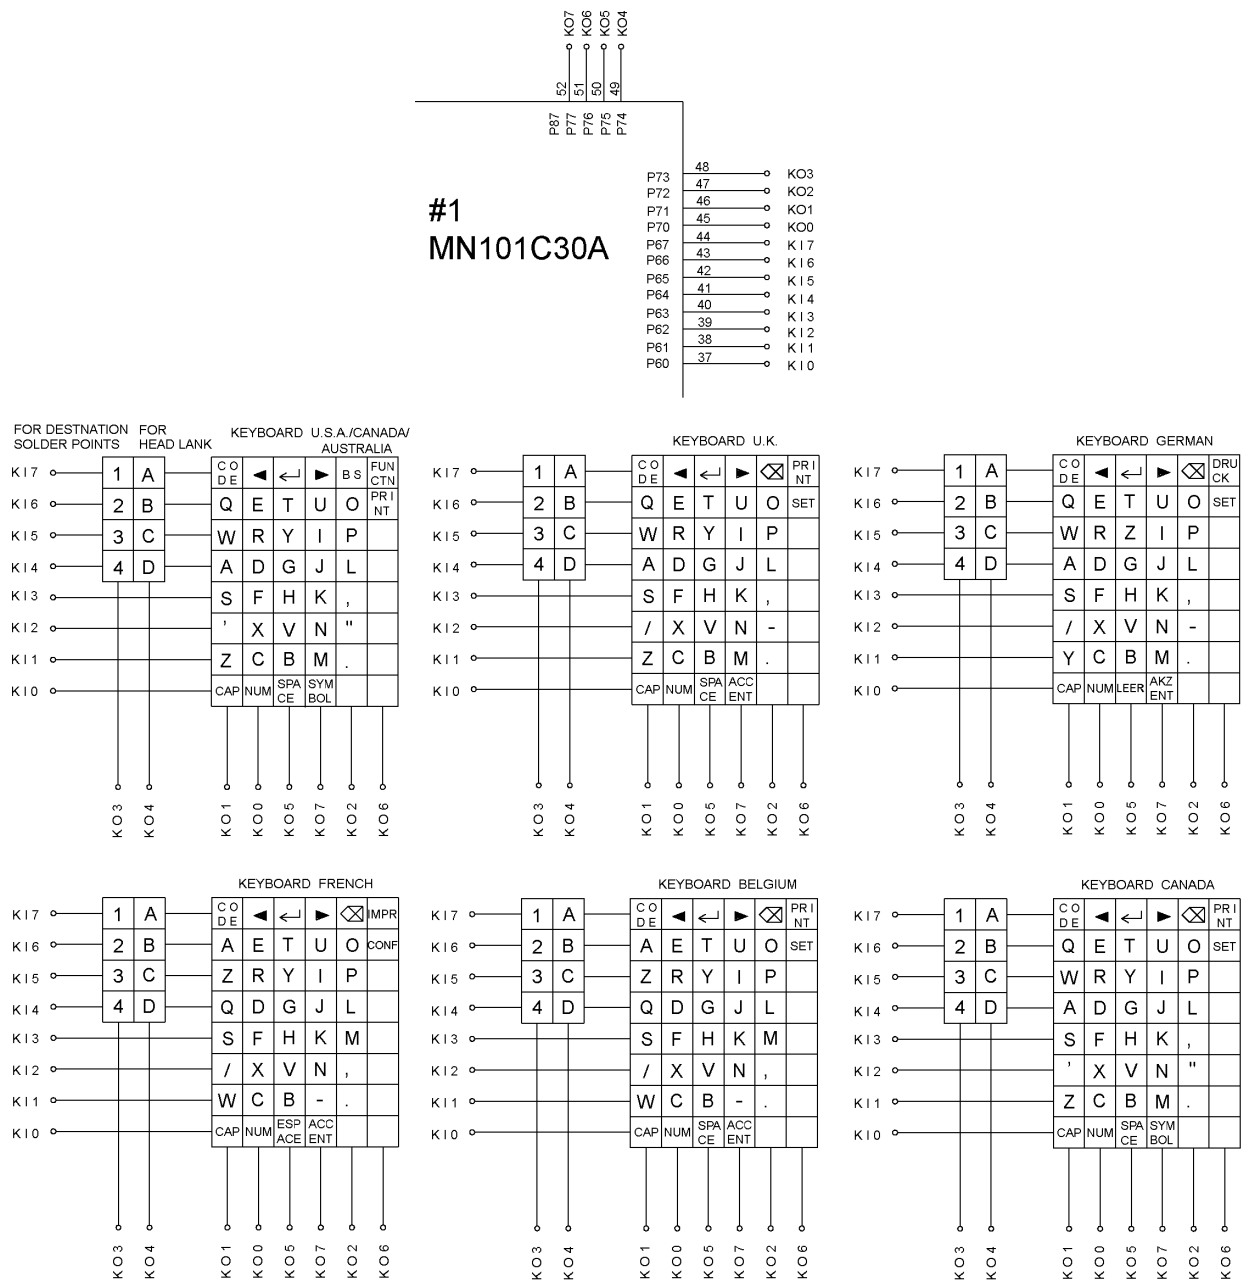 KO7 KO6 KO5 KO4
52 51 50 49
P87 P77 P76 P75 P74
#1
MN101C30A
P73 48 KO3
P72 47 KO2
P71 46 KO1
P70 45 KO0
P67 44 KI7
P66 43 KI6
P65 42 KI5
P64 41 KI4
P63 40 KI3
P62 39 KI2
P61 38 KI1
P60 37 KI0
FOR DESTNATION
SOLDER POINTS
FOR
HEAD LANK
KEYBOARD U.S.A./CANADA/
AUSTRALIA
KI7 1 A CODE ◄ ↵ ► BS FUNCTN
KI6 2 B Q E T U O PRINT
KI5 3 C W R Y I P
KI4 4 D A D G J L
KI3 S F H K ,
KI2 ' X V N "
KI1 Z C B M .
KI0 CAP NUM SPACE SYMBOL
KO3 KO4 KO1 KO0 KO5 KO7 KO2 KO6
KEYBOARD U.K.
KI7 1 A CODE ◄ ↵ ► ⌫ PRINT
KI6 2 B Q E T U O SET
KI5 3 C W R Y I P
KI4 4 D A D G J L
KI3 S F H K ,
KI2 / X V N -
KI1 Z C B M .
KI0 CAP NUM SPACE ACCENT
KO3 KO4 KO1 KO0 KO5 KO7 KO2 KO6
KEYBOARD GERMAN
KI7 1 A CODE ◄ ↵ ► ⌫ DRUCK
KI6 2 B Q E T U O SET
KI5 3 C W R Z I P
KI4 4 D A D G J L
KI3 S F H K ,
KI2 / X V N -
KI1 Y C B M .
KI0 CAP NUM LEER AKZENT
KO3 KO4 KO1 KO0 KO5 KO7 KO2 KO6
KEYBOARD FRENCH
KI7 1 A CODE ◄ ↵ ► ⌫ IMPR
KI6 2 B A E T U O CONF
KI5 3 C Z R Y I P
KI4 4 D Q D G J L
KI3 S F H K M
KI2 / X V N ,
KI1 W C B - .
KI0 CAP NUM ESPACE ACCENT
KO3 KO4 KO1 KO0 KO5 KO7 KO2 KO6
KEYBOARD BELGIUM
KI7 1 A CODE ◄ ↵ ► ⌫ PRINT
KI6 2 B A E T U O SET
KI5 3 C Z R Y I P
KI4 4 D Q D G J L
KI3 S F H K M
KI2 / X V N ,
KI1 W C B - .
KI0 CAP NUM SPACE ACCENT
KO3 KO4 KO1 KO0 KO5 KO7 KO2 KO6
KEYBOARD CANADA
KI7 1 A CODE ◄ ↵ ► ⌫ PRINT
KI6 2 B Q E T U O SET
KI5 3 C W R Y I P
KI4 4 D A D G J L
KI3 S F H K ,
KI2 ' X V N "
KI1 Z C B M .
KI0 CAP NUM SPACE SYMBOL
KO3 KO4 KO1 KO0 KO5 KO7 KO2 KO6